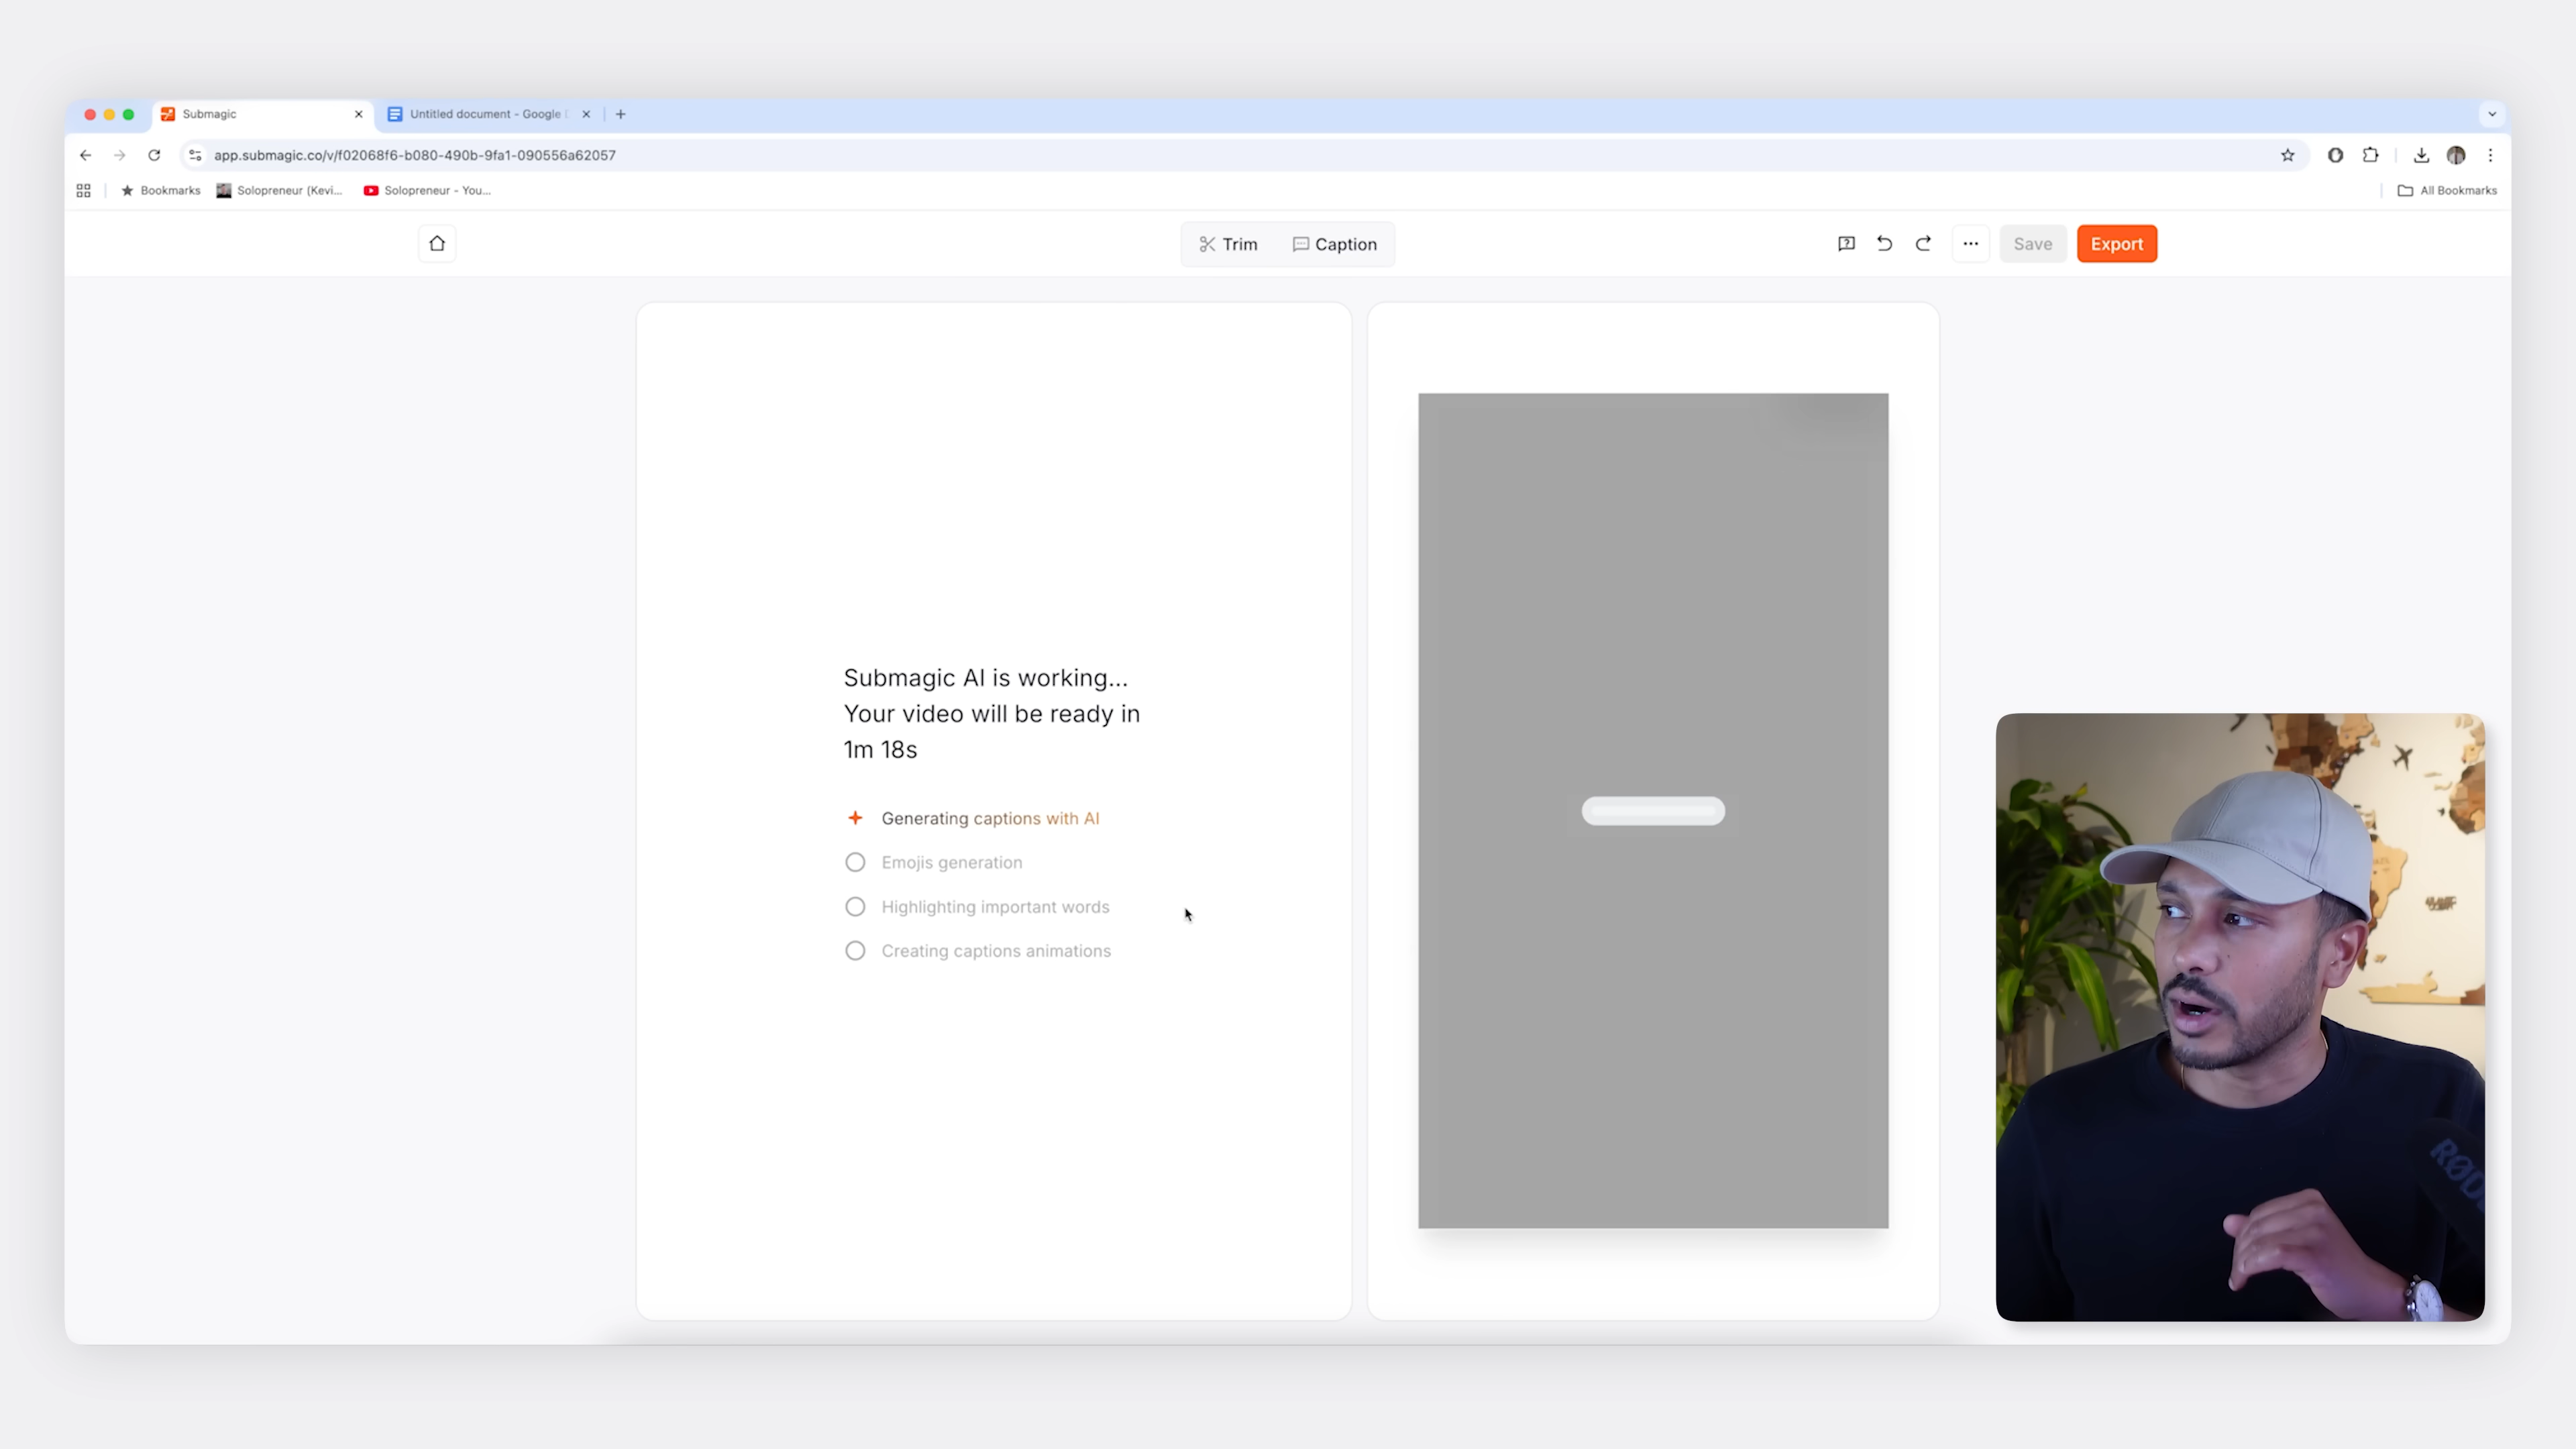 Submagic
Untitled document - Google
app.submagic.co/v/f02068f6-b080-490b-9fa1-090556a62057
Bookmarks
Solopreneur (Kevi...
Solopreneur - You...
All Bookmarks
Trim
Caption
Save
Export
Submagic AI is working...
Your video will be ready in
1m 18s
Generating captions with AI
Emojis generation
Highlighting important words
Creating captions animations